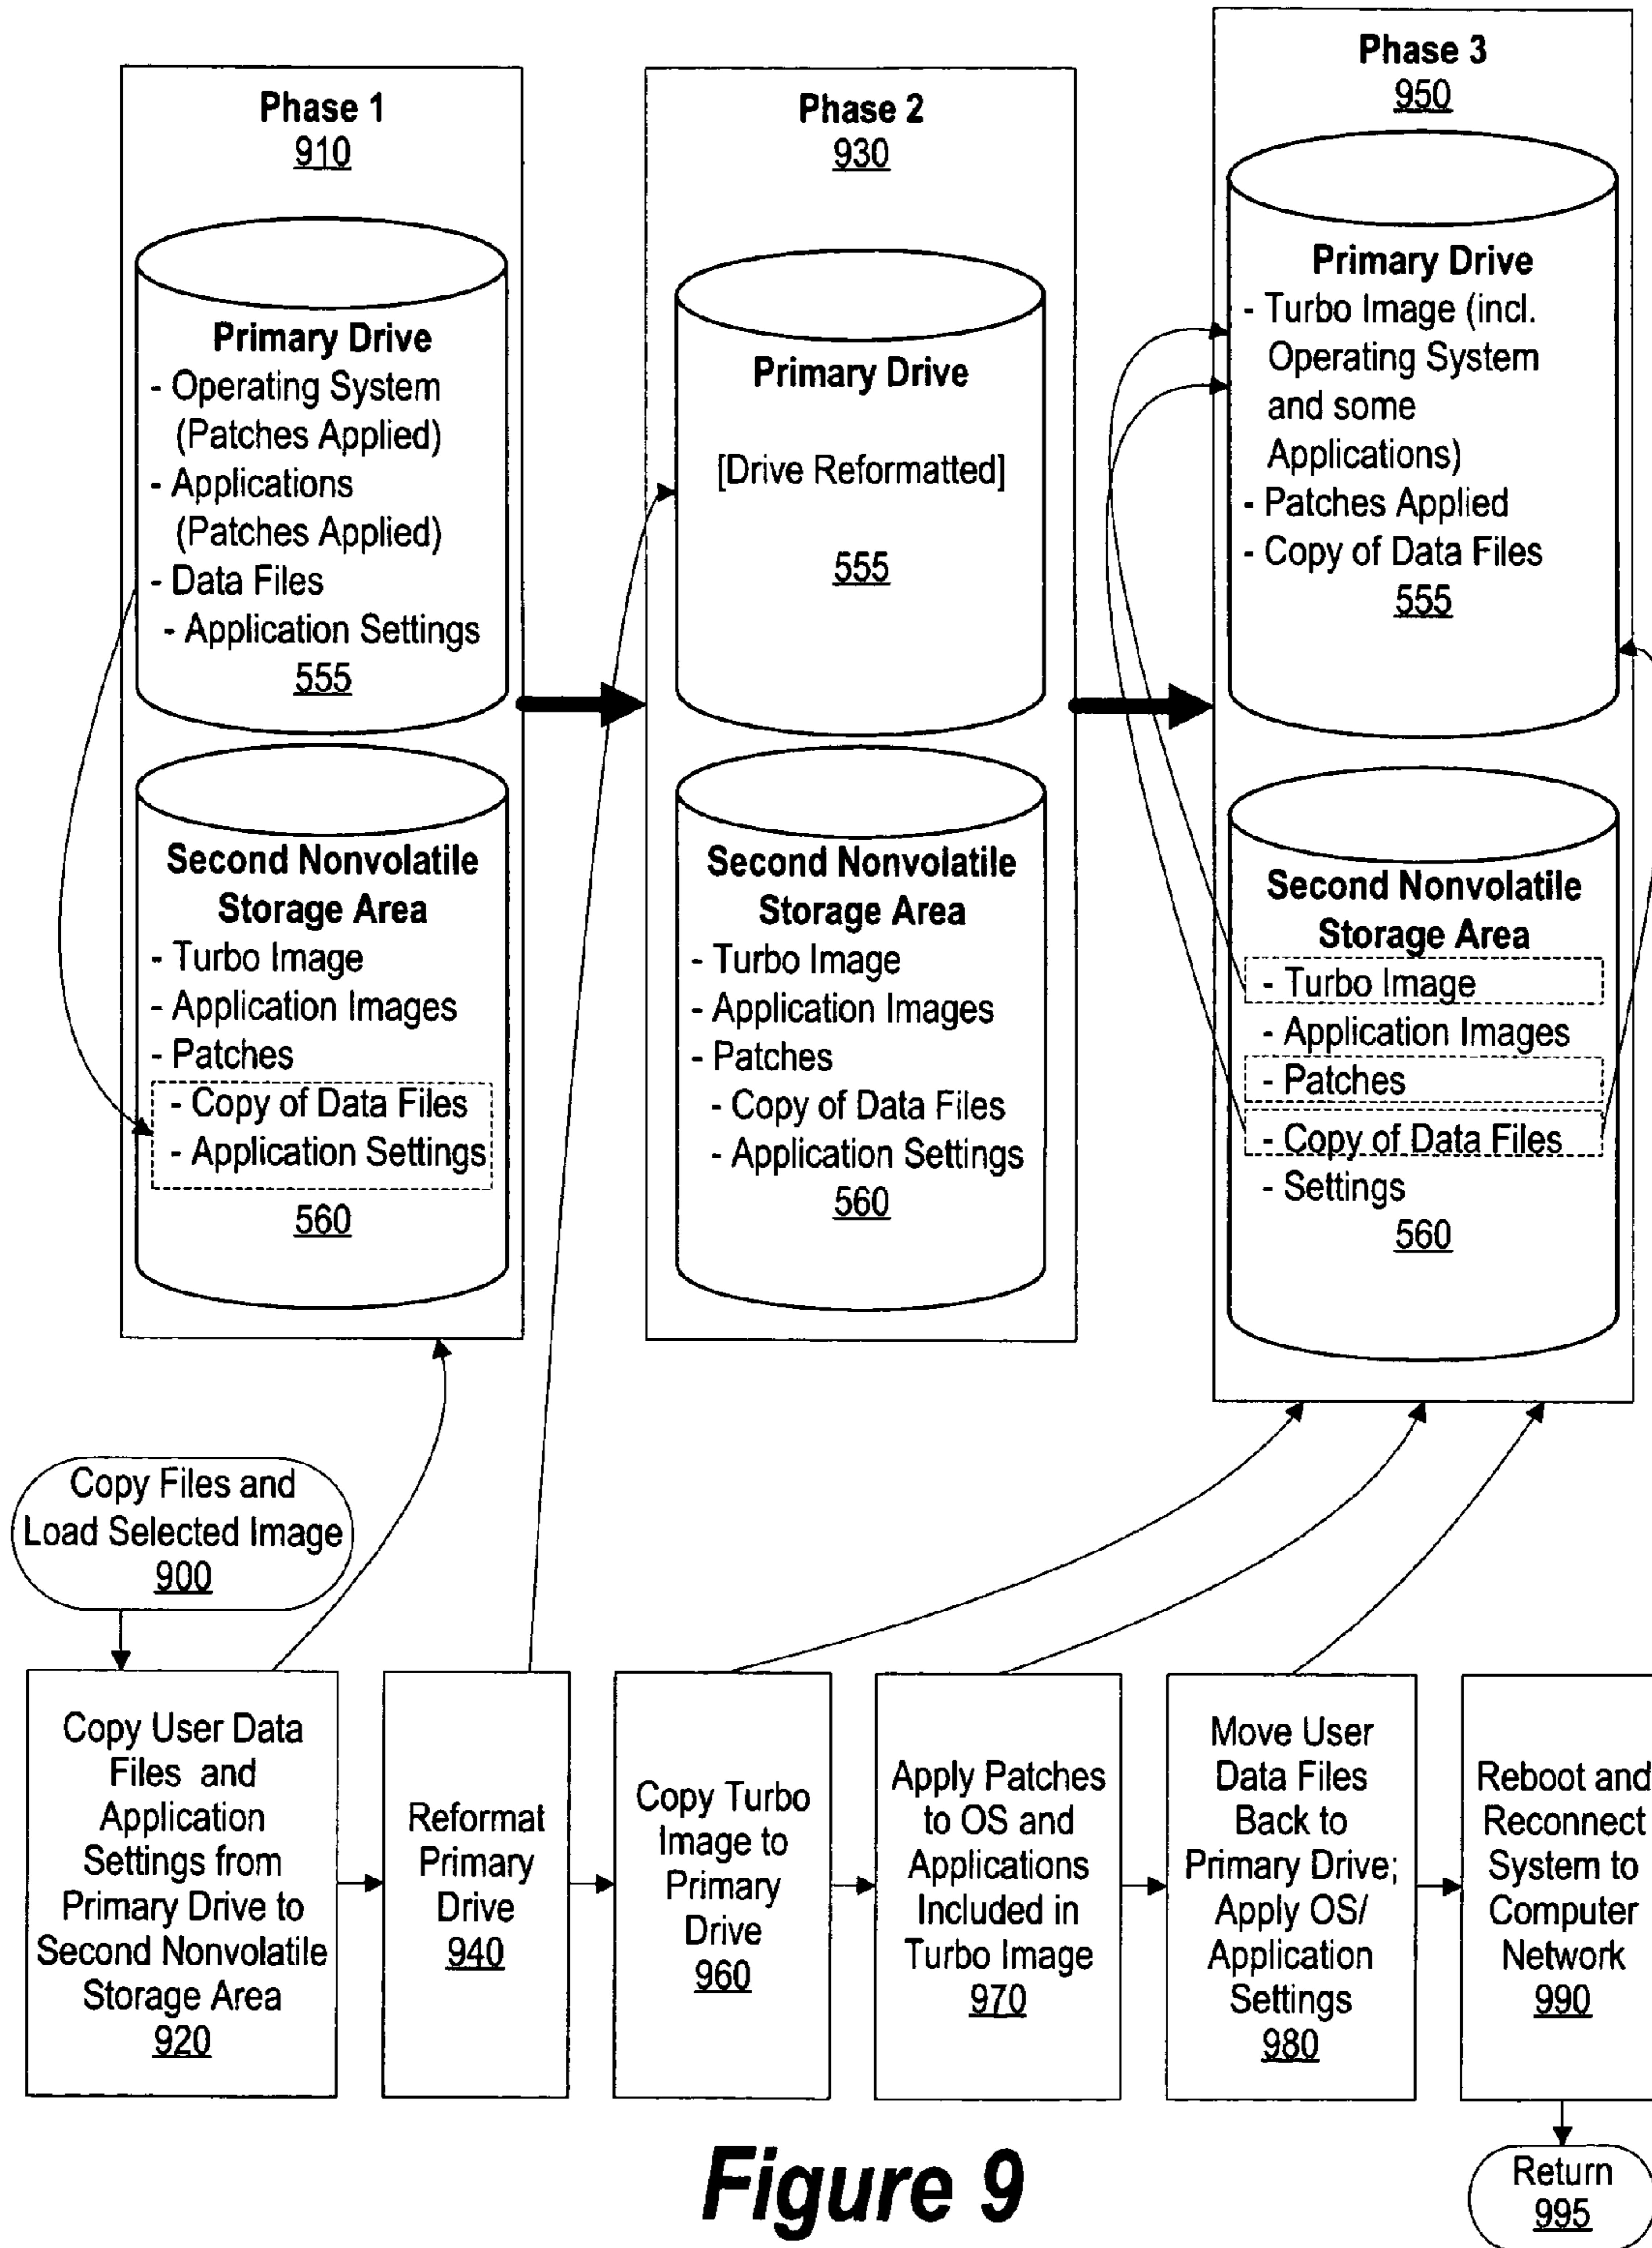 Phase 1
910
Primary Drive
- Operating System
(Patches Applied)
- Applications
(Patches Applied)
- Data Files
- Application Settings
555
Second Nonvolatile
Storage Area
- Turbo Image
- Application Images
- Patches
- Copy of Data Files
- Application Settings
560
Phase 2
930
Primary Drive
[Drive Reformatted]
555
Second Nonvolatile
Storage Area
- Turbo Image
- Application Images
- Patches
- Copy of Data Files
- Application Settings
560
Phase 3
950
Primary Drive
- Turbo Image (incl.
Operating System
and some
Applications)
- Patches Applied
- Copy of Data Files
555
Second Nonvolatile
Storage Area
- Turbo Image
- Application Images
- Patches
- Copy of Data Files
- Settings
560
Copy Files and
Load Selected Image
900
Copy User Data
Files and
Application
Settings from
Primary Drive to
Second Nonvolatile
Storage Area
920
Reformat
Primary
Drive
940
Copy Turbo
Image to
Primary
Drive
960
Apply Patches
to OS and
Applications
Included in
Turbo Image
970
Move User
Data Files
Back to
Primary Drive;
Apply OS/
Application
Settings
980
Reboot and
Reconnect
System to
Computer
Network
990
Return
995
Figure 9